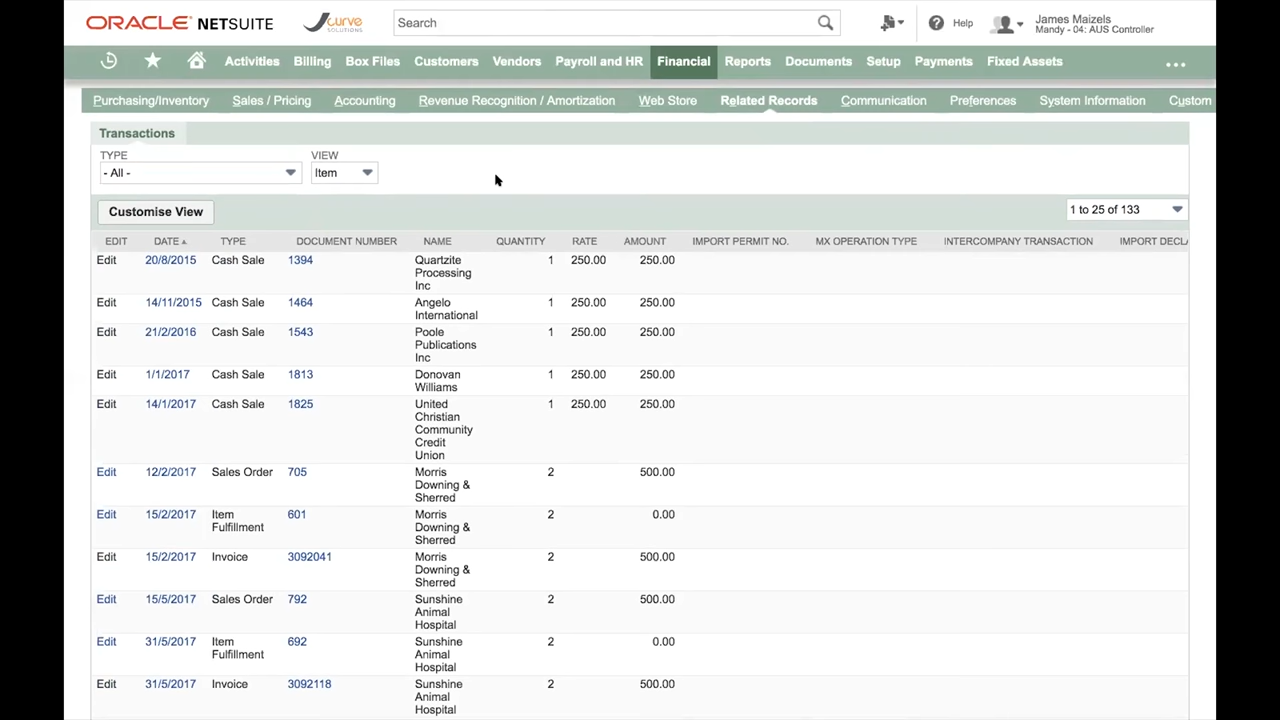 ORACLE NETSUITE curve SOLUTIONS Search Help James Maizels
Mandy - 04: AUS Controller
Activities Billing Box Files Customers Vendors Payroll and HR Financial Reports Documents Setup Payments Fixed Assets ...
Purchasing/Inventory Sales / Pricing Accounting Revenue Recognition / Amortization Web Store Related Records Communication Preferences System Information Custom
Transactions
TYPE VIEW
- All - Item
Customise View 1 to 25 of 133
EDIT DATE TYPE DOCUMENT NUMBER NAME QUANTITY RATE AMOUNT IMPORT PERMIT NO. MX OPERATION TYPE INTERCOMPANY TRANSACTION IMPORT DECLA
Edit 20/8/2015 Cash Sale 1394 Quartzite 1 250.00 250.00
Processing
Inc
Edit 14/11/2015 Cash Sale 1464 Angelo 1 250.00 250.00
International
Edit 21/2/2016 Cash Sale 1543 Poole 1 250.00 250.00
Publications
Inc
Edit 1/1/2017 Cash Sale 1813 Donovan 1 250.00 250.00
Williams
Edit 14/1/2017 Cash Sale 1825 United 1 250.00 250.00
Christian
Community
Credit
Union
Edit 12/2/2017 Sales Order 705 Morris 2 500.00
Downing &
Sherred
Edit 15/2/2017 Item 601 Morris 2 0.00
Fulfillment Downing &
Sherred
Edit 15/2/2017 Invoice 3092041 Morris 2 500.00
Downing &
Sherred
Edit 15/5/2017 Sales Order 792 Sunshine 2 500.00
Animal
Hospital
Edit 31/5/2017 Item 692 Sunshine 2 0.00
Fulfillment Animal
Hospital
Edit 31/5/2017 Invoice 3092118 Sunshine 2 500.00
Animal
Hospital